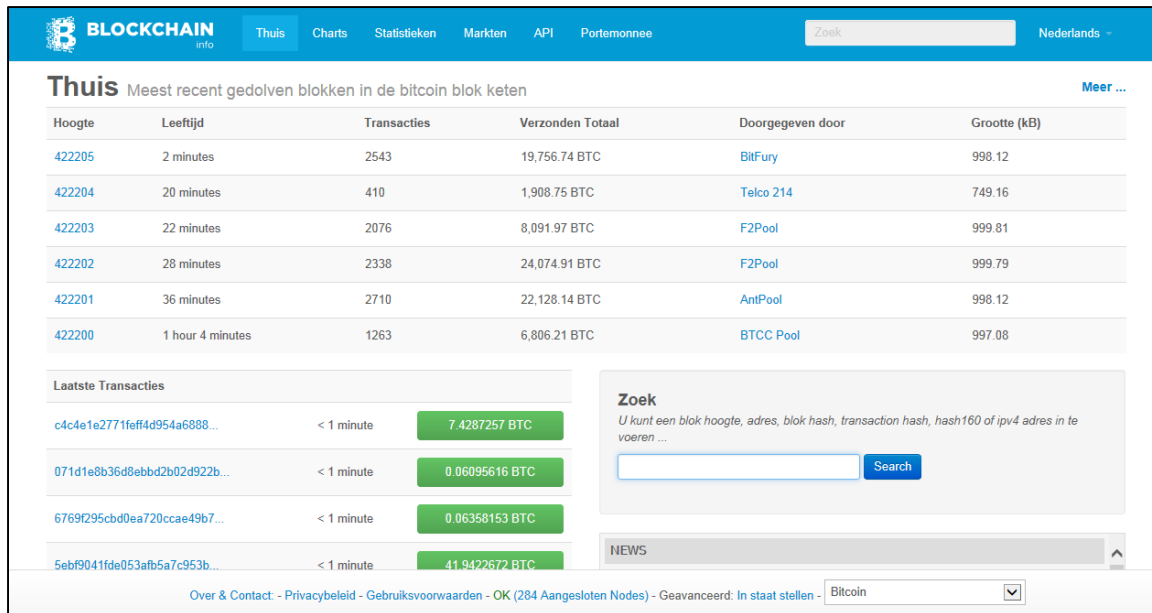 BLOCKCHAIN
info
Thuis Charts Statistieken Markten API Portemonnee Zoek Nederlands
Thuis Meest recent gedolven blokken in de bitcoin blok keten Meer ...
Hoogte Leeftijd Transacties Verzonden Totaal Doorgegeven door Grootte (kB)
422205 2 minutes 2543 19,756.74 BTC BitFury 998.12
422204 20 minutes 410 1,908.75 BTC Telco 214 749.16
422203 22 minutes 2076 8,091.97 BTC F2Pool 999.81
422202 28 minutes 2338 24,074.91 BTC F2Pool 999.79
422201 36 minutes 2710 22,128.14 BTC AntPool 998.12
422200 1 hour 4 minutes 1263 6,806.21 BTC BTCC Pool 997.08
Laatste Transacties
c4c4e1e2771feff4d954a6888... < 1 minute 7.4287257 BTC
071d1e8b36d8ebbd2b02d922b... < 1 minute 0.06095616 BTC
6769f295cbd0ea720ccae49b7... < 1 minute 0.06358153 BTC
5ebf9041fde053afb5a7c953b... < 1 minute 41.9422672 BTC
Zoek
U kunt een blok hoogte, adres, blok hash, transaction hash, hash160 of ipv4 adres in te
voeren ...
Search
NEWS
Over & Contact: - Privacybeleid - Gebruiksvoorwaarden - OK (284 Aangesloten Nodes) - Geavanceerd: In staat stellen - Bitcoin